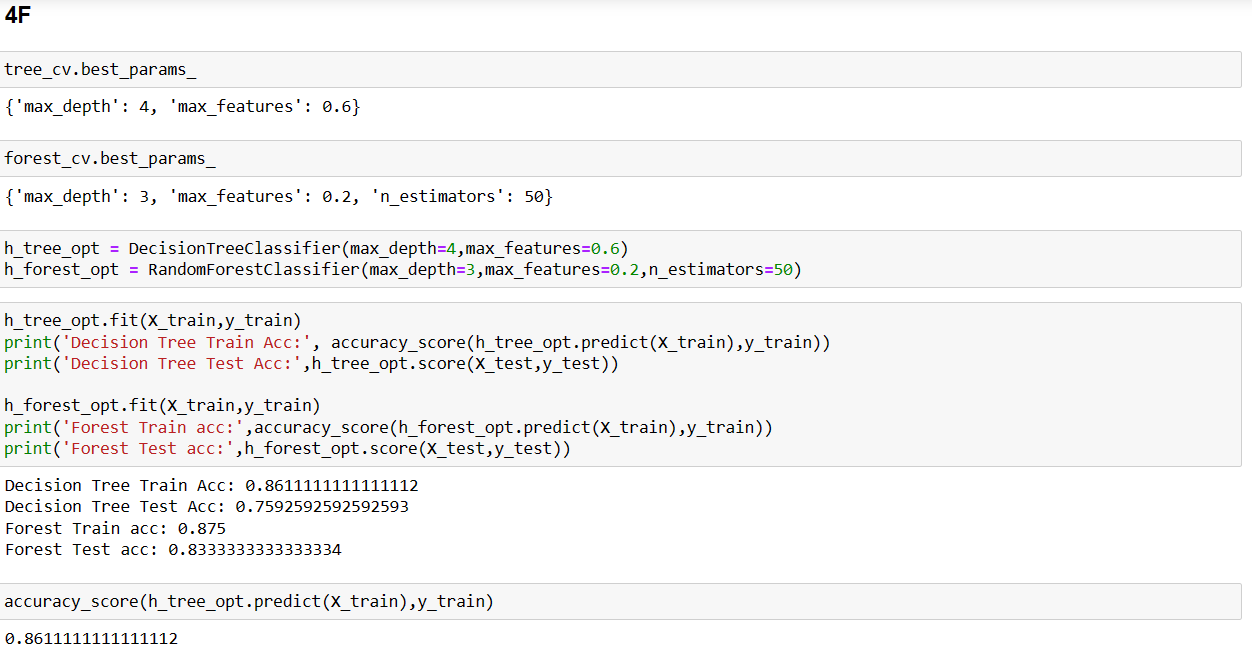 4F
tree_cv.best_params_
{'max_depth': 4, 'max_features': 0.6}
forest_cv.best_params_
{'max_depth': 3, 'max_features': 0.2, 'n_estimators': 50}
h_tree_opt = DecisionTreeClassifier(max_depth=4,max_features=0.6)
h_forest_opt = RandomForestClassifier(max_depth=3,max_features=0.2,n_estimators=50)
h_tree_opt.fit(X_train,y_train)
print('Decision Tree Train Acc:', accuracy_score(h_tree_opt.predict(X_train),y_train))
print('Decision Tree Test Acc:',h_tree_opt.score(X_test,y_test))
h_forest_opt.fit(X_train,y_train)
print('Forest Train acc:',accuracy_score(h_forest_opt.predict(X_train),y_train))
print('Forest Test acc:',h_forest_opt.score(X_test,y_test))
Decision Tree Train Acc: 0.8611111111111112
Decision Tree Test Acc: 0.7592592592592593
Forest Train acc: 0.875
Forest Test acc: 0.8333333333333334
accuracy_score(h_tree_opt.predict(X_train),y_train)
0.8611111111111112